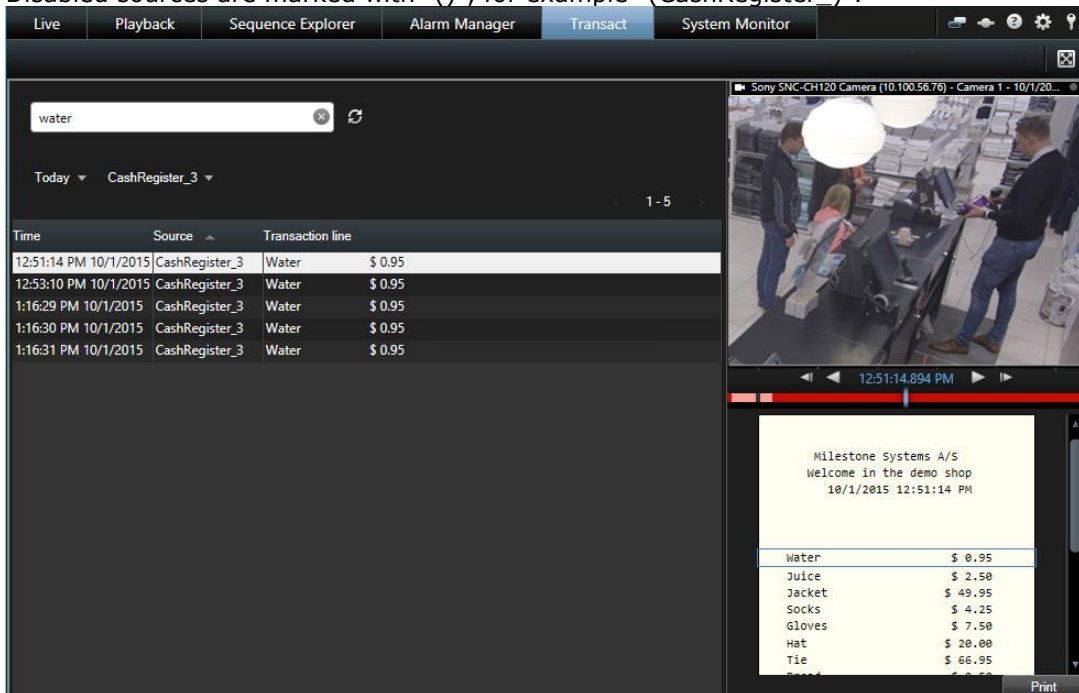 Disabled sources are marked with "()", for example "(CashRegister_)".
Live Playback Sequence Explorer Alarm Manager Transact System Monitor
Sony SNC-CH120 Camera (10.100.56.76) - Camera 1 - 10/1/20...
water
Today CashRegister_3
1 - 5
Time Source Transaction line
12:51:14 PM 10/1/2015 CashRegister_3 Water $ 0.95
12:53:10 PM 10/1/2015 CashRegister_3 Water $ 0.95
1:16:29 PM 10/1/2015 CashRegister_3 Water $ 0.95
1:16:30 PM 10/1/2015 CashRegister_3 Water $ 0.95
1:16:31 PM 10/1/2015 CashRegister_3 Water $ 0.95
12:51:14.894 PM
Milestone Systems A/S
Welcome in the demo shop
10/1/2015 12:51:14 PM
Water $ 0.95
Juice $ 2.50
Jacket $ 49.95
Socks $ 4.25
Gloves $ 7.50
Hat $ 20.00
Tie $ 66.95
Print